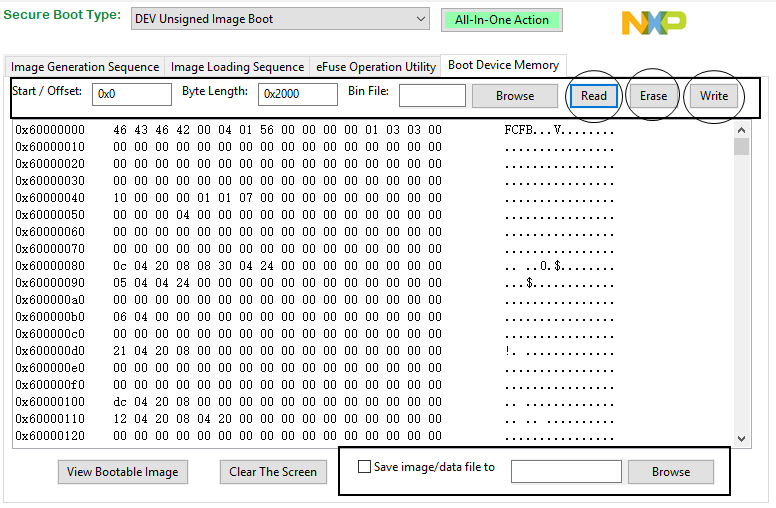 Secure Boot Type: DEV Unsigned Image Boot All-In-One Action NXP
Image Generation Sequence Image Loading Sequence eFuse Operation Utility Boot Device Memory
Start / Offset: 0x0 Byte Length: 0x2000 Bin File: Browse Read Erase Write
0x60000000 46 43 46 42 00 04 01 56 00 00 00 00 01 03 03 00 FCFB...V........
0x60000010 00 00 00 00 00 00 00 00 00 00 00 00 00 00 00 00 ................
0x60000020 00 00 00 00 00 00 00 00 00 00 00 00 00 00 00 00 ................
0x60000030 00 00 00 00 00 00 00 00 00 00 00 00 00 00 00 00 ................
0x60000040 10 00 00 00 01 01 07 00 00 00 00 00 00 00 00 00 ................
0x60000050 00 00 00 04 00 00 00 00 00 00 00 00 00 00 00 00 ................
0x60000060 00 00 00 00 00 00 00 00 00 00 00 00 00 00 00 00 ................
0x60000070 00 00 00 00 00 00 00 00 00 00 00 00 00 00 00 00 ................
0x60000080 0c 04 20 08 08 30 04 24 00 00 00 00 00 00 00 00 .. ..0.$........
0x60000090 05 04 04 24 00 00 00 00 00 00 00 00 00 00 00 00 ...$............
0x600000a0 00 00 00 00 00 00 00 00 00 00 00 00 00 00 00 00 ................
0x600000b0 06 04 00 00 00 00 00 00 00 00 00 00 00 00 00 00 ................
0x600000c0 00 00 00 00 00 00 00 00 00 00 00 00 00 00 00 00 ................
0x600000d0 21 04 20 08 00 00 00 00 00 00 00 00 00 00 00 00 !. .............
0x600000e0 00 00 00 00 00 00 00 00 00 00 00 00 00 00 00 00 ................
0x600000f0 00 00 00 00 00 00 00 00 00 00 00 00 00 00 00 00 ................
0x60000100 dc 04 20 08 00 00 00 00 00 00 00 00 00 00 00 00 .. .............
0x60000110 12 04 20 08 04 20 00 00 00 00 00 00 00 00 00 00 .. .. ..........
0x60000120 00 00 00 00 00 00 00 00 00 00 00 00 00 00 00 00 ................
View Bootable Image Clear The Screen Save image/data file to Browse